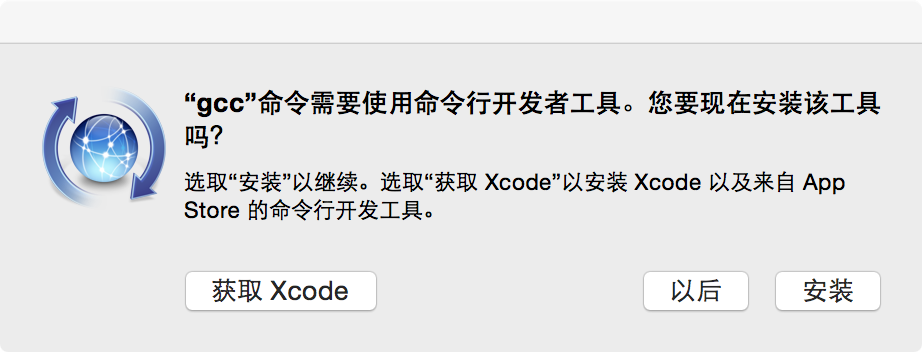 “gcc”命令需要使用命令行开发者工具。您要现在安装该工具
吗?
选取“安装”以继续。选取“获取 Xcode”以安装 Xcode 以及来自 App
Store 的命令行开发工具。
获取 Xcode
以后
安装